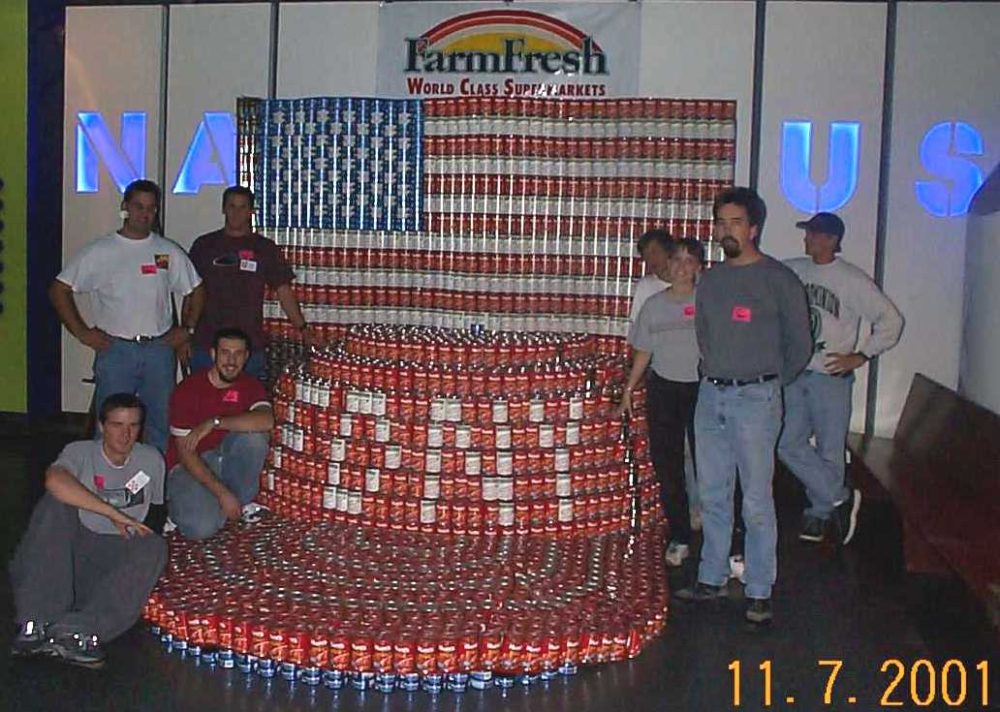 FarmFresh
WORLD CLASS SUPERMARKETS
NA US
11. 7. 2001